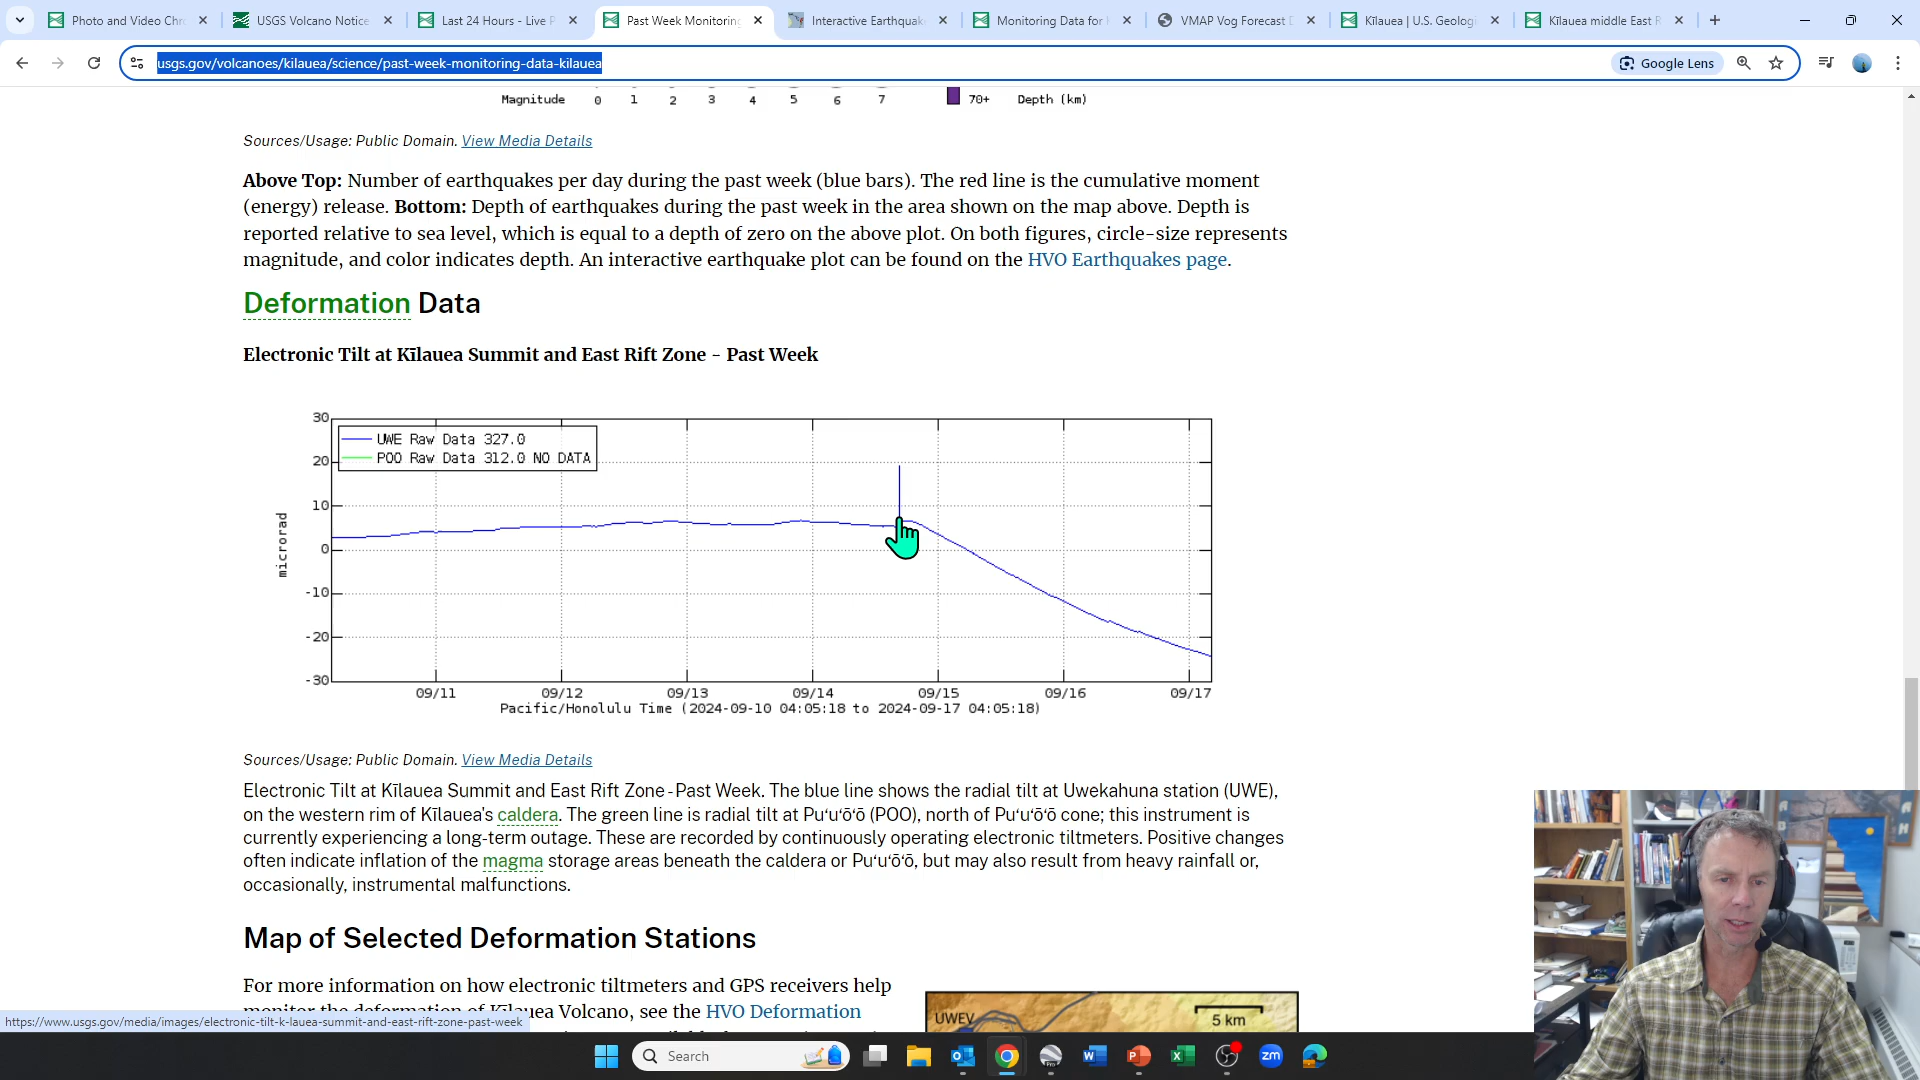 Photo and Video Chr
USGS Volcano Notice
Last 24 Hours - Live P
Past Week Monitoring
Interactive Earthquak
Monitoring Data for
VMAP Vog Forecast D
Kīlauea | U.S. Geologi
Kīlauea middle East R
usgs.gov/volcanoes/kilauea/science/past-week-monitoring-data-kilauea
Google Lens
Magnitude 0 1 2 3 4 5 6 7 70+ Depth (km)
Sources/Usage: Public Domain. View Media Details
Above Top: Number of earthquakes per day during the past week (blue bars). The red line is the cumulative moment
(energy) release. Bottom: Depth of earthquakes during the past week in the area shown on the map above. Depth is
reported relative to sea level, which is equal to a depth of zero on the above plot. On both figures, circle-size represents
magnitude, and color indicates depth. An interactive earthquake plot can be found on the HVO Earthquakes page.
Deformation Data
Electronic Tilt at Kīlauea Summit and East Rift Zone - Past Week
30
UWE Raw Data 327.0
POO Raw Data 312.0 NO DATA
20
10
microrad
0
-10
-20
-30
09/11 09/12 09/13 09/14 09/15 09/16 09/17
Pacific/Honolulu Time (2024-09-10 04:05:18 to 2024-09-17 04:05:18)
Sources/Usage: Public Domain. View Media Details
Electronic Tilt at Kīlauea Summit and East Rift Zone - Past Week. The blue line shows the radial tilt at Uwekahuna station (UWE),
on the western rim of Kīlauea's caldera. The green line is radial tilt at Pu‘u‘ō‘ō (POO), north of Pu‘u‘ō‘ō cone; this instrument is
currently experiencing a long-term outage. These are recorded by continuously operating electronic tiltmeters. Positive changes
often indicate inflation of the magma storage areas beneath the caldera or Pu‘u‘ō‘ō, but may also result from heavy rainfall or,
occasionally, instrumental malfunctions.
Map of Selected Deformation Stations
For more information on how electronic tiltmeters and GPS receivers help
monitor the deformation of Kīlauea Volcano, see the HVO Deformation
UWEV
5 km
https://www.usgs.gov/media/images/electronic-tilt-k-lauea-summit-and-east-rift-zone-past-week
Search
zm